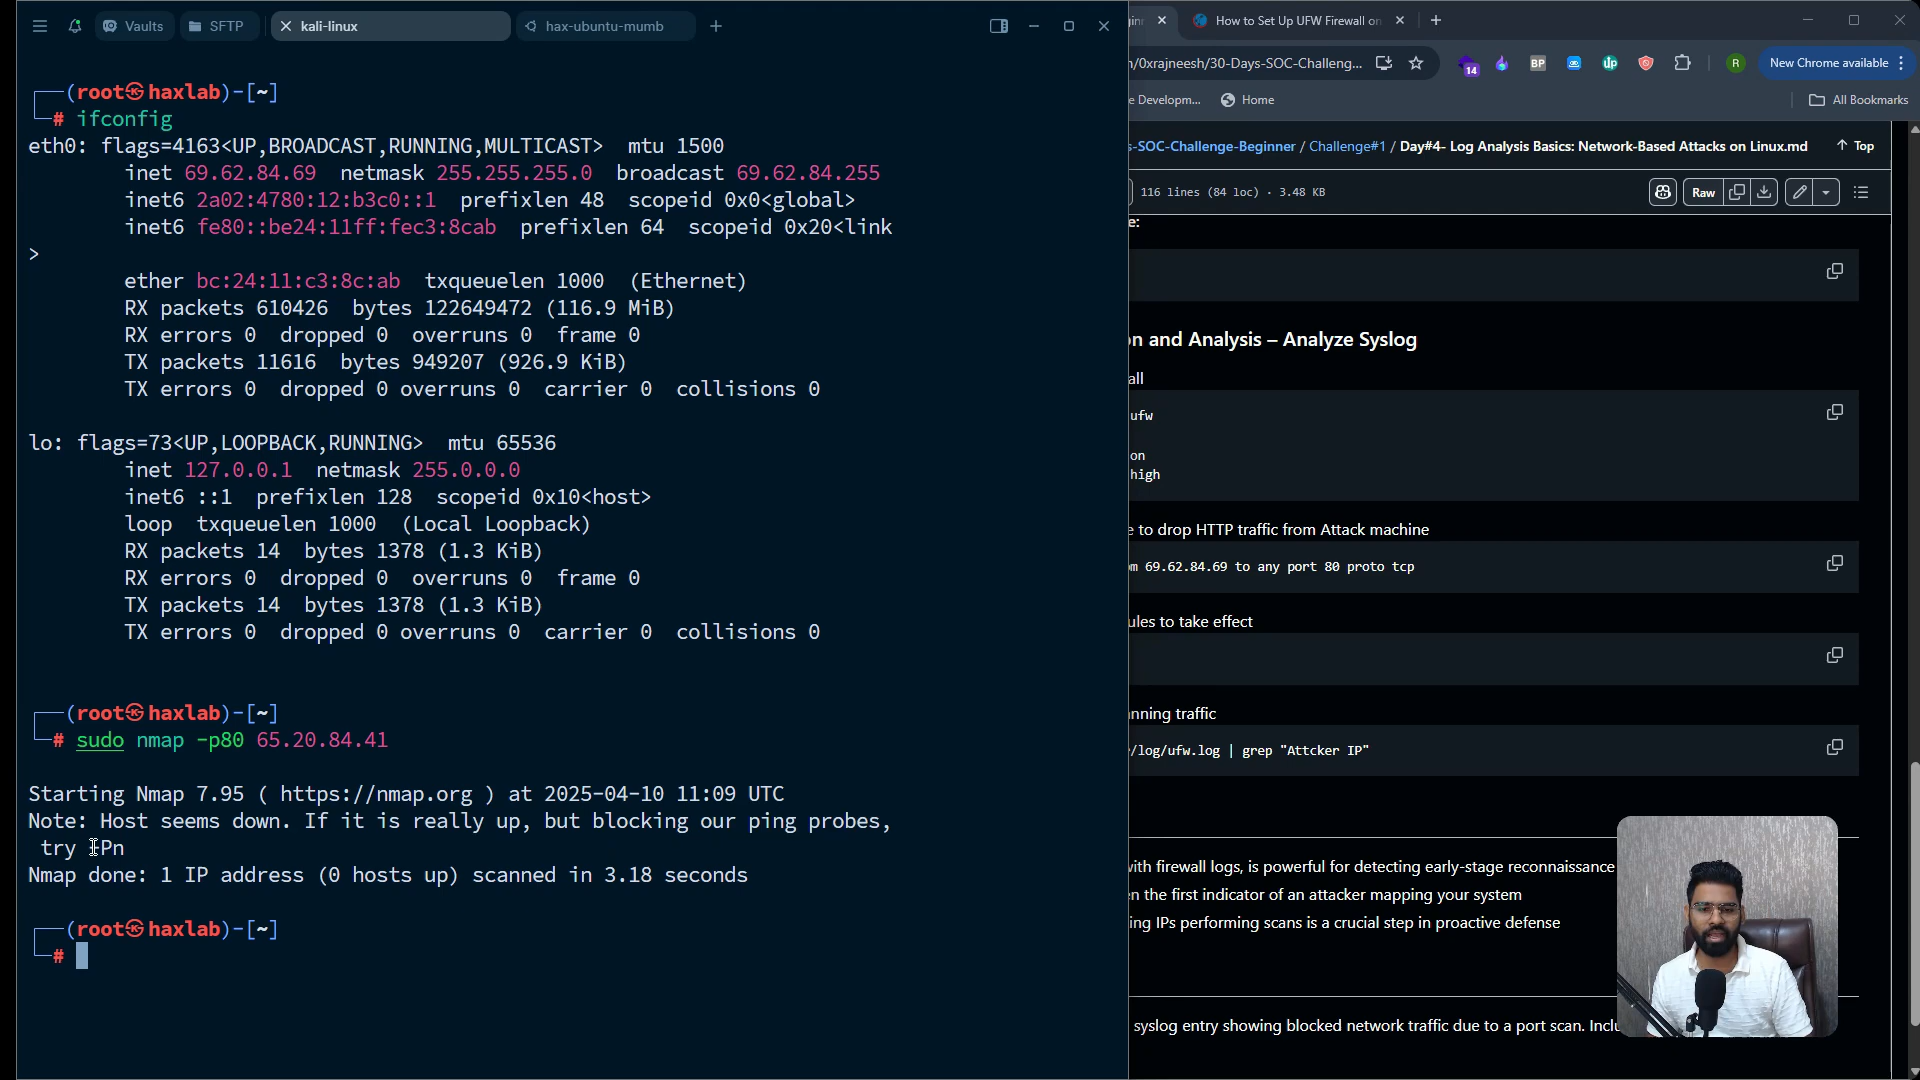 Vaults
SFTP
kali-linux
hax-ubuntu-mumb
┌──(root㉿haxlab)-[~]
└─# ifconfig
eth0: flags=4163<UP,BROADCAST,RUNNING,MULTICAST>  mtu 1500
inet 69.62.84.69  netmask 255.255.255.0  broadcast 69.62.84.255
inet6 2a02:4780:12:b3c0::1  prefixlen 48  scopeid 0x0<global>
inet6 fe80::be24:11ff:fec3:8cab  prefixlen 64  scopeid 0x20<link
>
ether bc:24:11:c3:8c:ab  txqueuelen 1000  (Ethernet)
RX packets 610426  bytes 122649472 (116.9 MiB)
RX errors 0  dropped 0  overruns 0  frame 0
TX packets 11616  bytes 949207 (926.9 KiB)
TX errors 0  dropped 0 overruns 0  carrier 0  collisions 0
lo: flags=73<UP,LOOPBACK,RUNNING>  mtu 65536
inet 127.0.0.1  netmask 255.0.0.0
inet6 ::1  prefixlen 128  scopeid 0x10<host>
loop  txqueuelen 1000  (Local Loopback)
RX packets 14  bytes 1378 (1.3 KiB)
RX errors 0  dropped 0  overruns 0  frame 0
TX packets 14  bytes 1378 (1.3 KiB)
TX errors 0  dropped 0 overruns 0  carrier 0  collisions 0
┌──(root㉿haxlab)-[~]
└─# sudo nmap -p80 65.20.84.41
Starting Nmap 7.95 ( https://nmap.org ) at 2025-04-10 11:09 UTC
Note: Host seems down. If it is really up, but blocking our ping probes,
try -Pn
Nmap done: 1 IP address (0 hosts up) scanned in 3.18 seconds
┌──(root㉿haxlab)-[~]
└─#
How to Set Up UFW Firewall on
/0xrajneesh/30-Days-SOC-Challeng...
14
BP
up
R
New Chrome available
e Developm...
Home
All Bookmarks
s-SOC-Challenge-Beginner / Challenge#1 / Day#4- Log Analysis Basics: Network-Based Attacks on Linux.md
Top
116 lines (84 loc) · 3.48 KB
Raw
e:
on and Analysis – Analyze Syslog
all
ufw
on
high
e to drop HTTP traffic from Attack machine
m 69.62.84.69 to any port 80 proto tcp
ules to take effect
nning traffic
/log/ufw.log | grep "Attcker IP"
with firewall logs, is powerful for detecting early-stage reconnaissance
n the first indicator of an attacker mapping your system
ing IPs performing scans is a crucial step in proactive defense
syslog entry showing blocked network traffic due to a port scan. Inclu